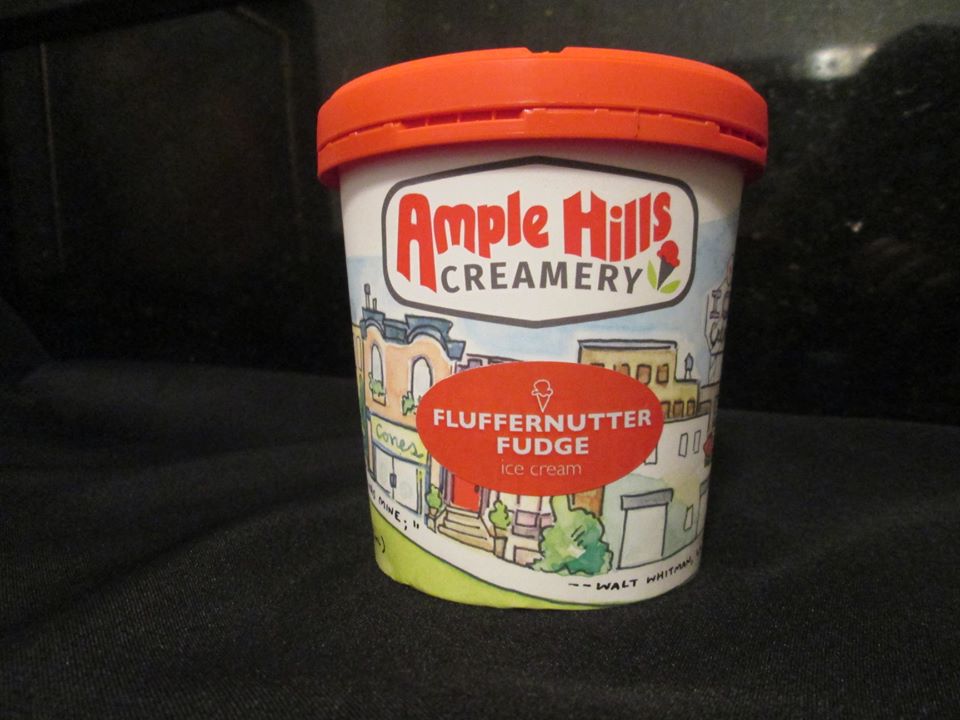 Ample Hills
CREAMERY
FLUFFERNUTTER
FUDGE
ice cream
Cones
MINE;"
--WALT WHITMAN,